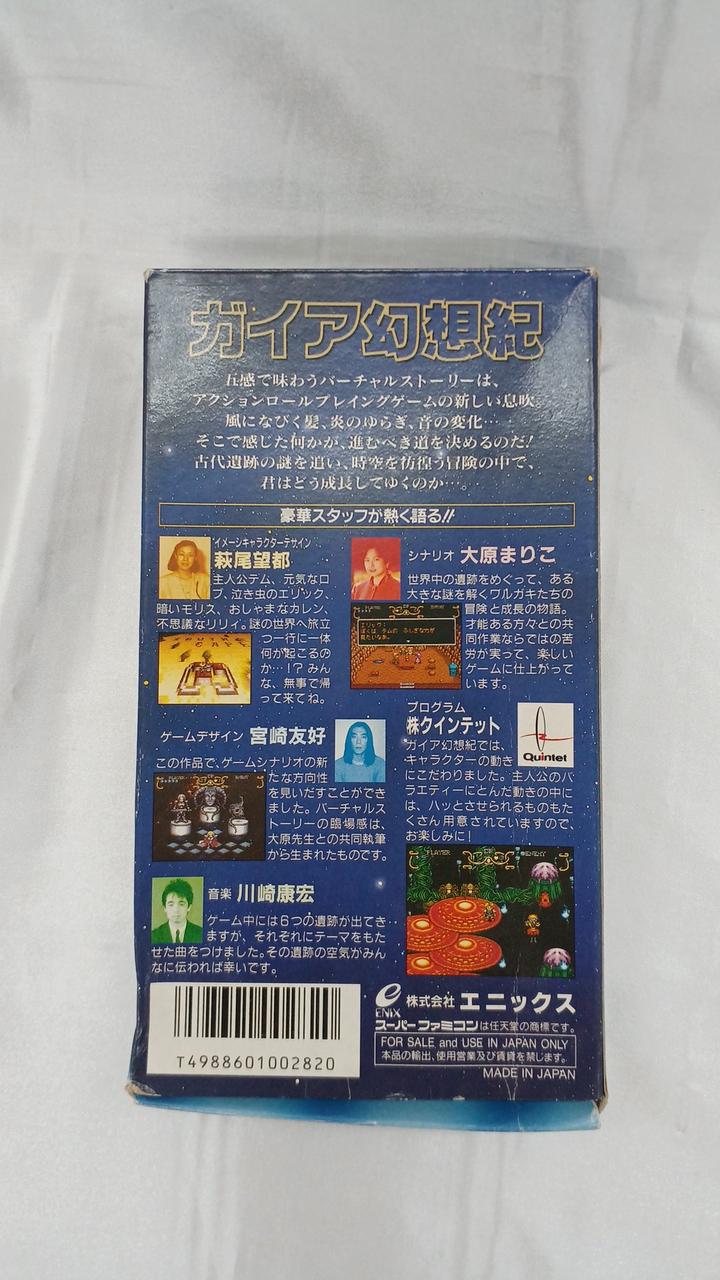 ガイア幻想紀
五感で味わうバーチャルストーリーは、
アクションロールプレイングゲームの新しい息吹。
風になびく髪、炎のゆらぎ、音の変化…
そこで感じた何かが、進むべき道を決めるのだ!
古代遺跡の謎を追い、時空を彷徨う冒険の中で、
君はどう成長してゆくのか…。
豪華スタッフが熱く語る!!
イメージキャラクターデザイン
萩尾望都
主人公テム、元気なロ
ブ、泣き虫のエリック、
暗いモリス、おしゃまなカレン、
不思議なリリィ。謎の世界へ旅立
つ一行に一体
何が起こるの
か…!?みん
な、無事で帰
って来てね。
シナリオ 大原まりこ
世界中の遺跡をめぐって、ある
大きな謎を解くワルガキたちの
冒険と成長の物語。
才能ある方々との共
同作業ならではの苦
労が実って、楽しい
ゲームに仕上がって
います。
ゲームデザイン 宮崎友好
この作品で、ゲームシナリオの新
たな方向性
を見いだすことができ
ました。バーチャルス
トーリーの臨場感は、
大原先生との共同執筆
から生まれたものです。
プログラム
株クインテット
Quintet
ガイア幻想紀では、
キャラクターの動き
にこだわりました。主人公のバ
ラエティーにとんだ動きの中に
は、ハッとさせられるものもた
くさん用意されていますので、
お楽しみに!
音楽 川崎康宏
ゲーム中には6つの遺跡が出てき
ますが、それぞれにテーマをもた
せた曲をつけました。その遺跡の空気がみん
なに伝われば幸いです。
PLAYER ENEMY
T4988601002820
ENIX
株式会社 エニックス
スーパーファミコンは任天堂の商標です。
FOR SALE and USE IN JAPAN ONLY
本品の輸出、使用営業及び賃貸を禁じます。
MADE IN JAPAN